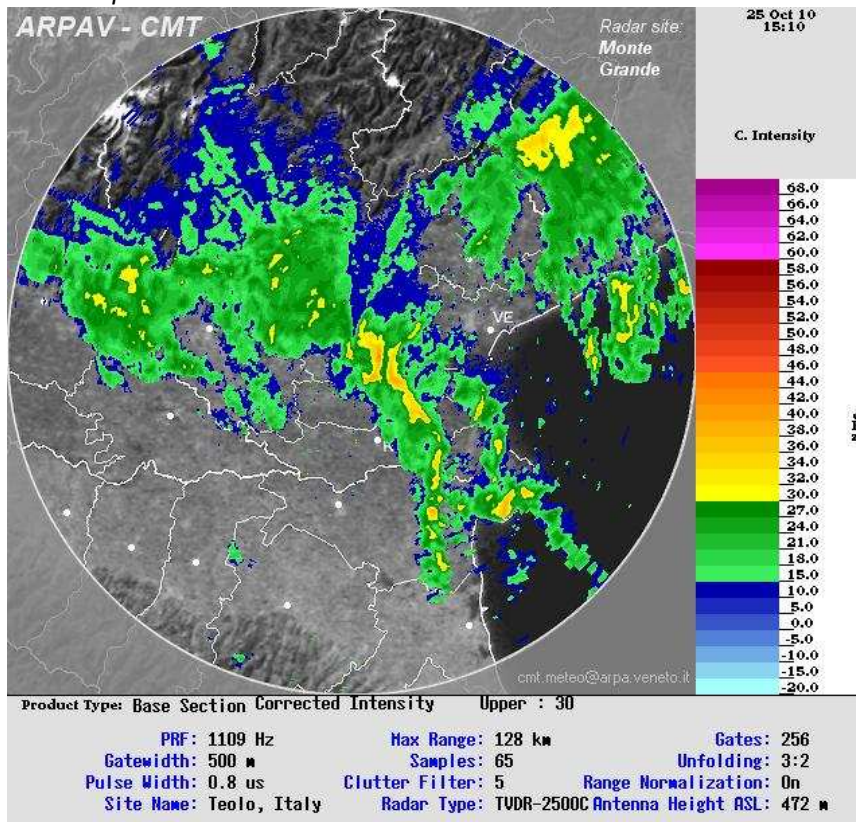 ARPAV - CMT
Radar site:
Monte
Grande
25 Oct 10
15:10
C. Intensity
68.0
66.0
64.0
62.0
60.0
58.0
56.0
54.0
52.0
50.0
48.0
46.0
44.0
42.0
40.0
38.0
36.0
34.0
32.0
30.0
27.0
24.0
21.0
18.0
15.0
10.0
5.0
0.0
-5.0
-10.0
-15.0
-20.0
VE
cmt.meteo@arpa.veneto.it
Product Type: Base Section Corrected Intensity Upper : 30
PRF: 1109 Hz Max Range: 128 km Gates: 256
Gatewidth: 500 m Samples: 65 Unfolding: 3:2
Pulse Width: 0.8 us Clutter Filter: 5 Range Normalization: On
Site Name: Teolo, Italy Radar Type: TVDR-2500C Antenna Height ASL: 472 m